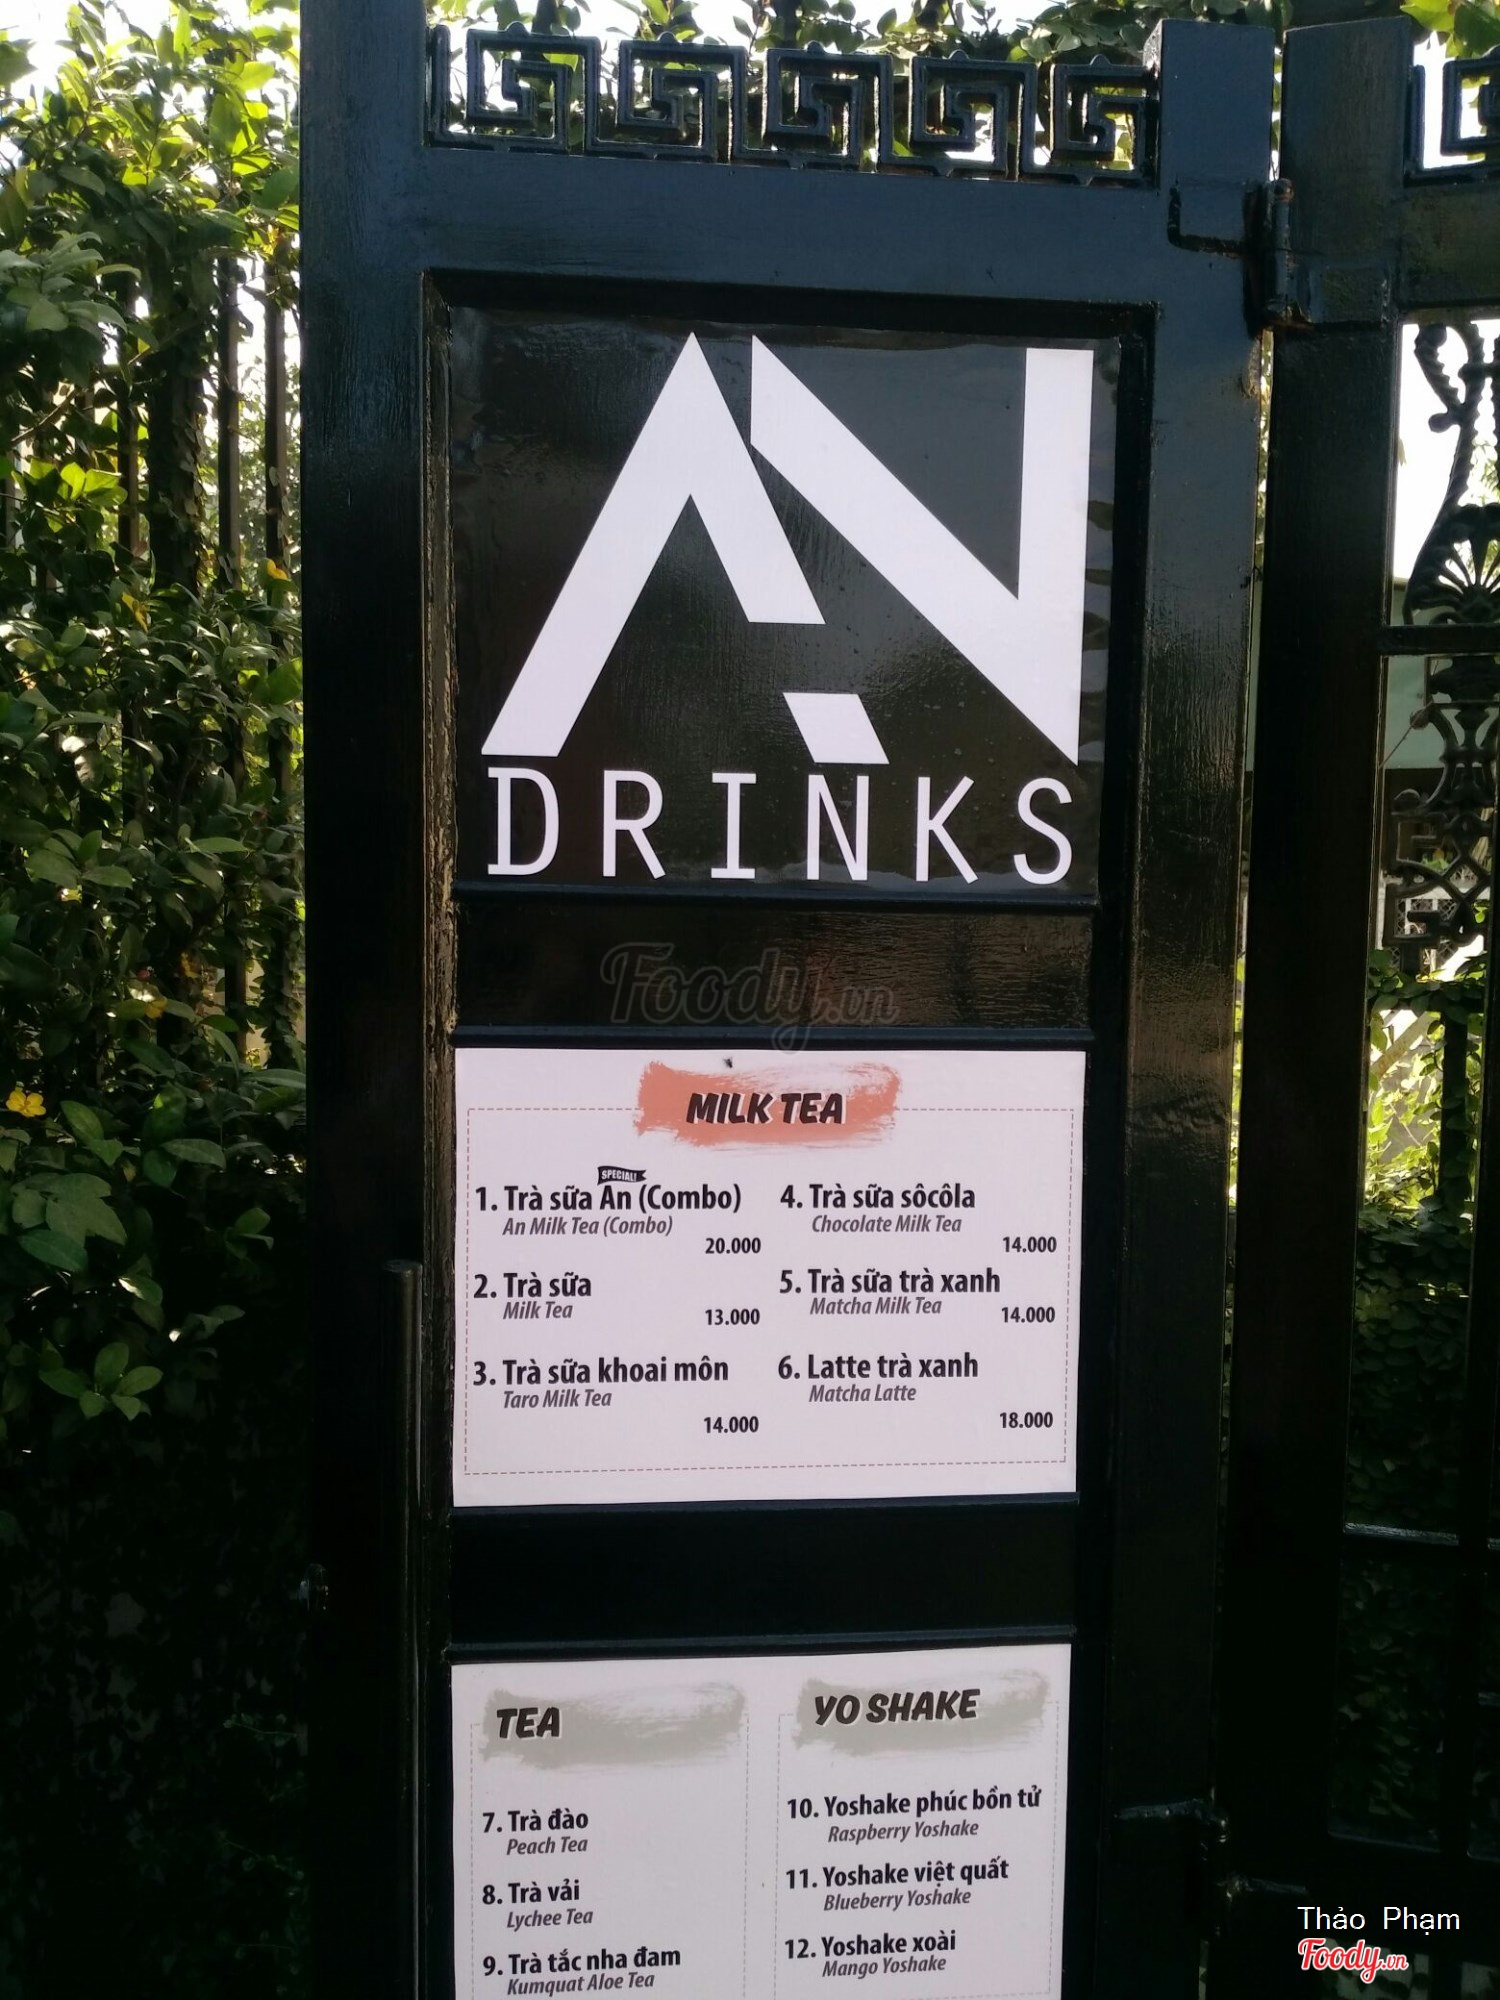 AN
DRINKS
Foody.vn
MILK TEA
SPECIAL!
1. Trà sữa An (Combo)
An Milk Tea (Combo)
20.000
2. Trà sữa
Milk Tea
13.000
3. Trà sữa khoai môn
Taro Milk Tea
14.000
4. Trà sữa sôcôla
Chocolate Milk Tea
14.000
5. Trà sữa trà xanh
Matcha Milk Tea
14.000
6. Latte trà xanh
Matcha Latte
18.000
TEA
7. Trà đào
Peach Tea
8. Trà vải
Lychee Tea
9. Trà tắc nha đam
Kumquat Aloe Tea
YO SHAKE
10. Yoshake phúc bồn tử
Raspberry Yoshake
11. Yoshake việt quất
Blueberry Yoshake
12. Yoshake xoài
Mango Yoshake
Thảo Phạm
Foody.vn